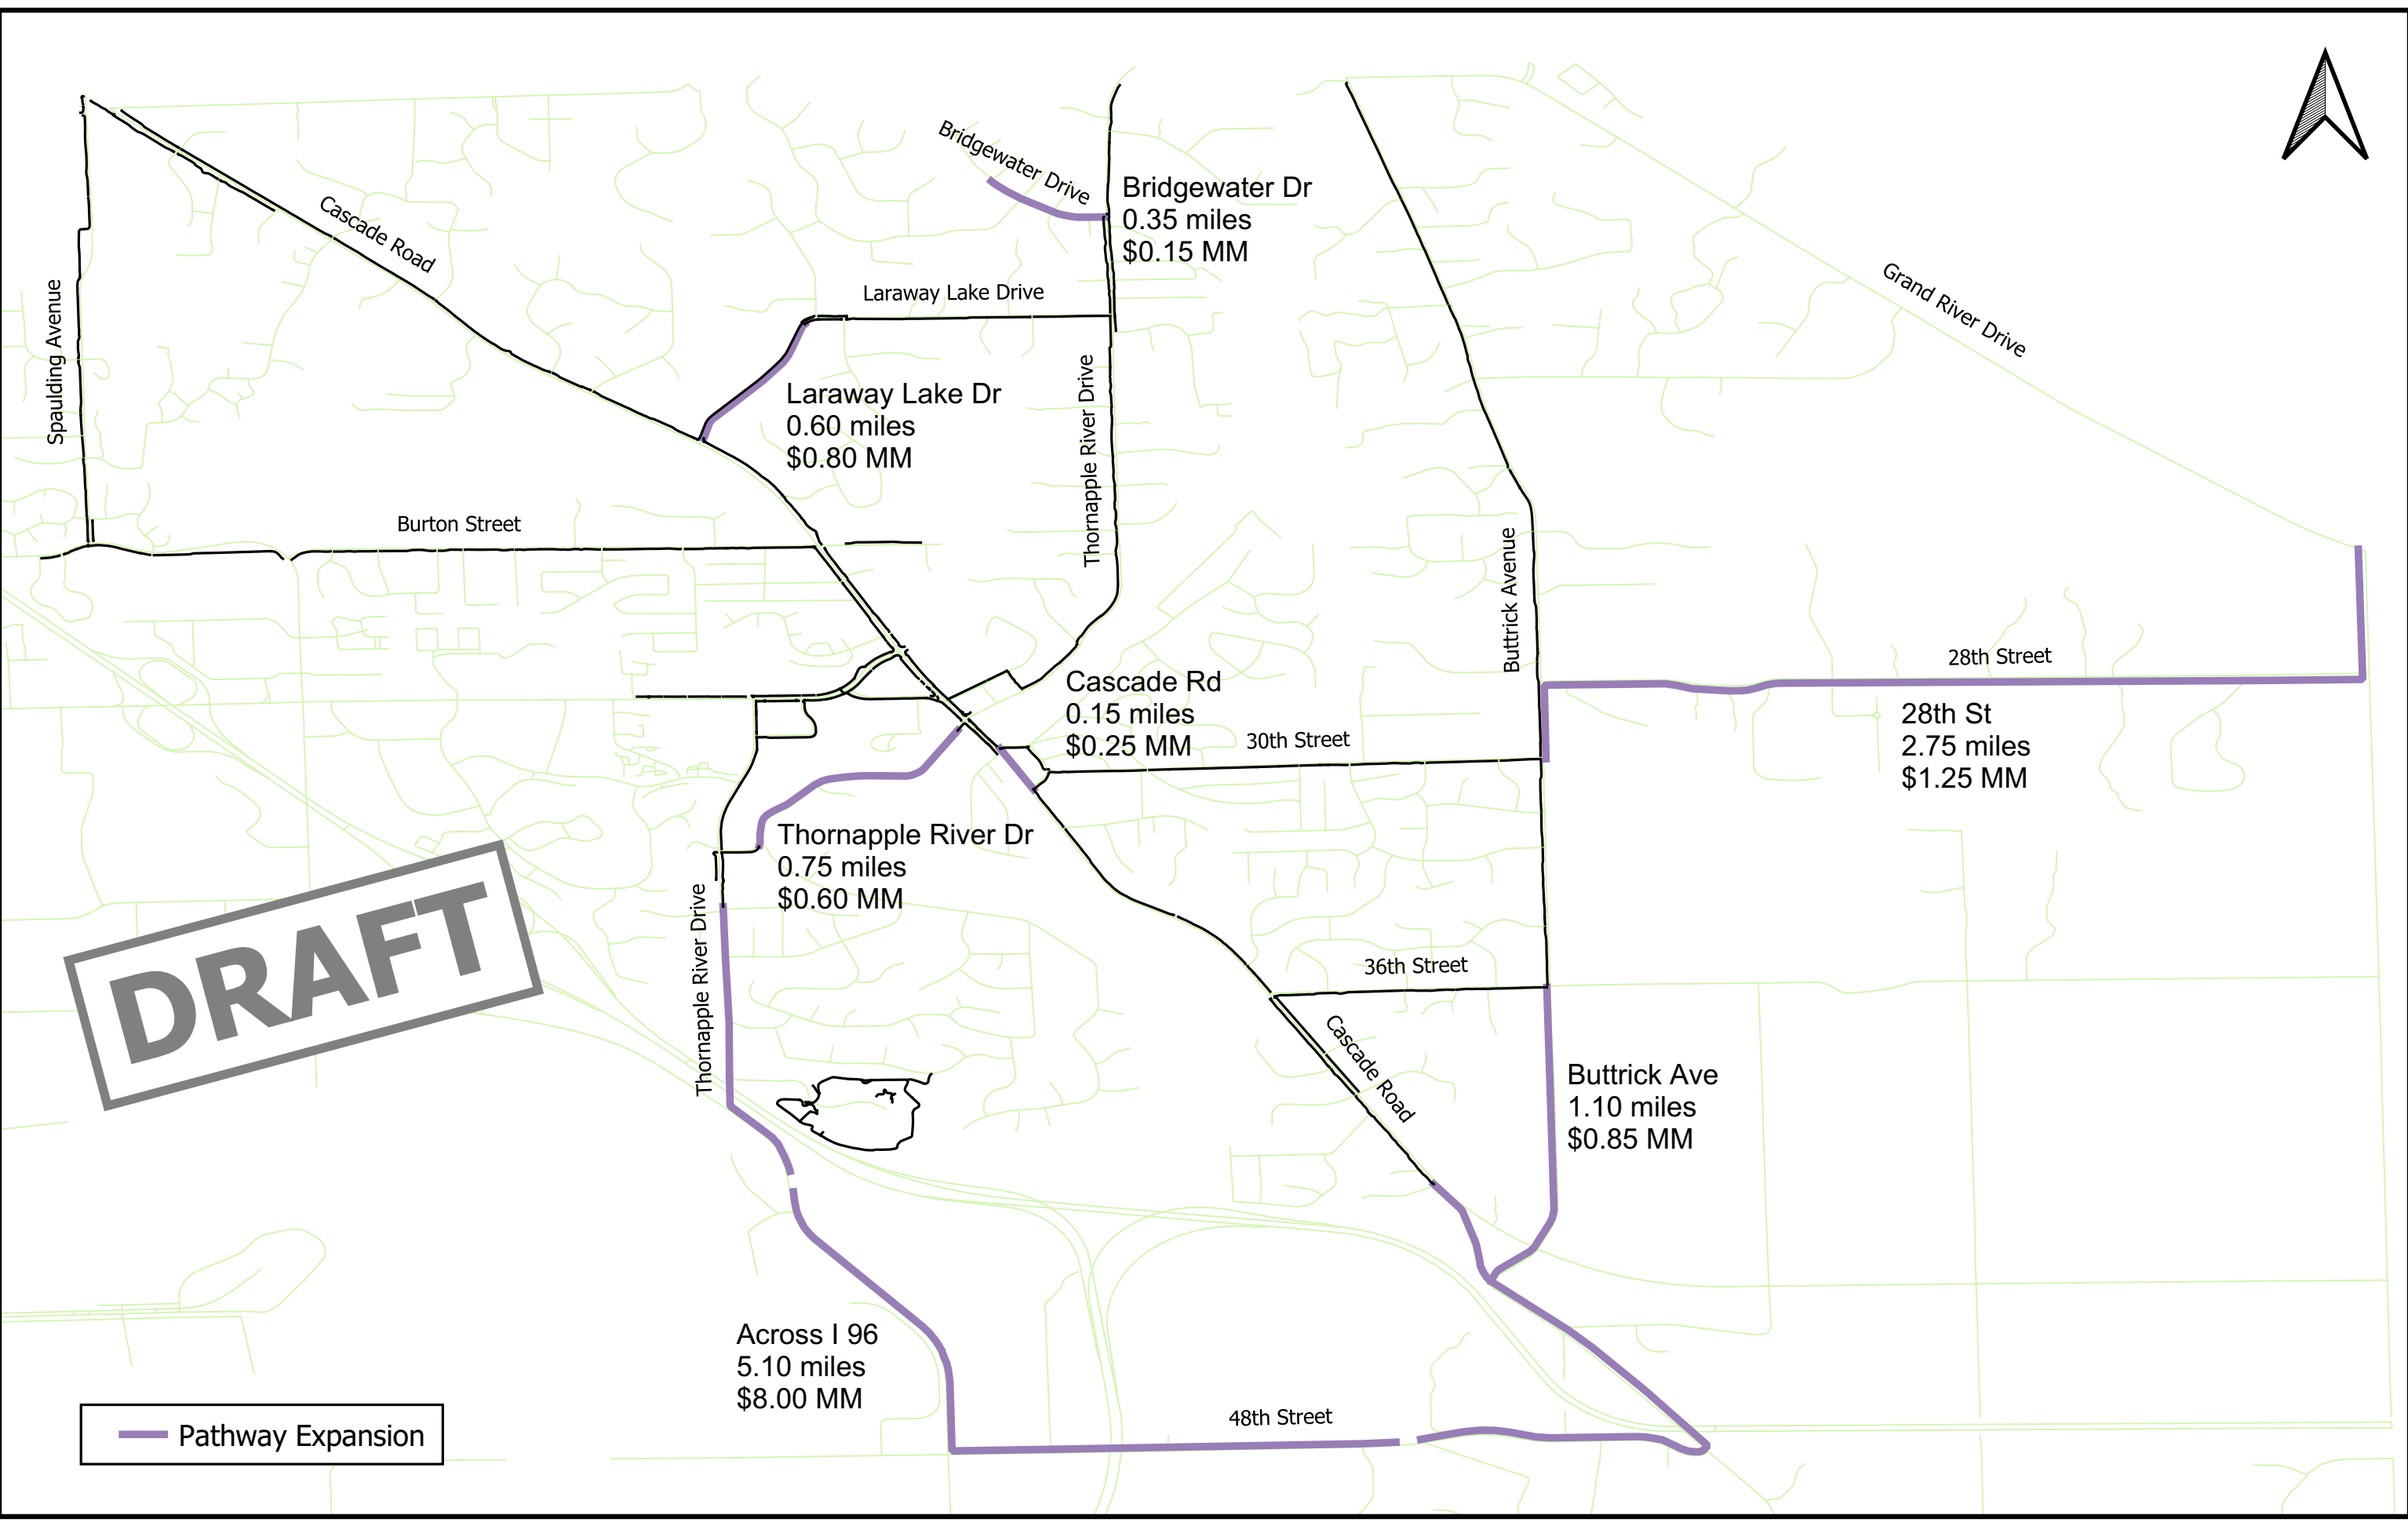 Bridgewater Drive
Bridgewater Dr
0.35 miles
$0.15 MM
Cascade Road
Grand River Drive
Spaulding Avenue
Laraway Lake Drive
Laraway Lake Dr
0.60 miles
$0.80 MM
Thornapple River Drive
Burton Street
Buttrick Avenue
28th Street
Cascade Rd
0.15 miles
$0.25 MM
28th St
2.75 miles
$1.25 MM
30th Street
Thornapple River Dr
0.75 miles
$0.60 MM
Thornapple River Drive
DRAFT
36th Street
Cascade Road
Buttrick Ave
1.10 miles
$0.85 MM
Across I 96
5.10 miles
$8.00 MM
48th Street
Pathway Expansion